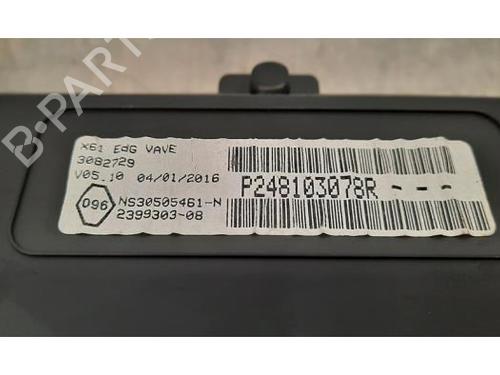 B-PARTS
X61 EdG VAVE
3082729
V05.10 04/01/2016
096
NS30505461-N
2399303-08
P248103078R - - -